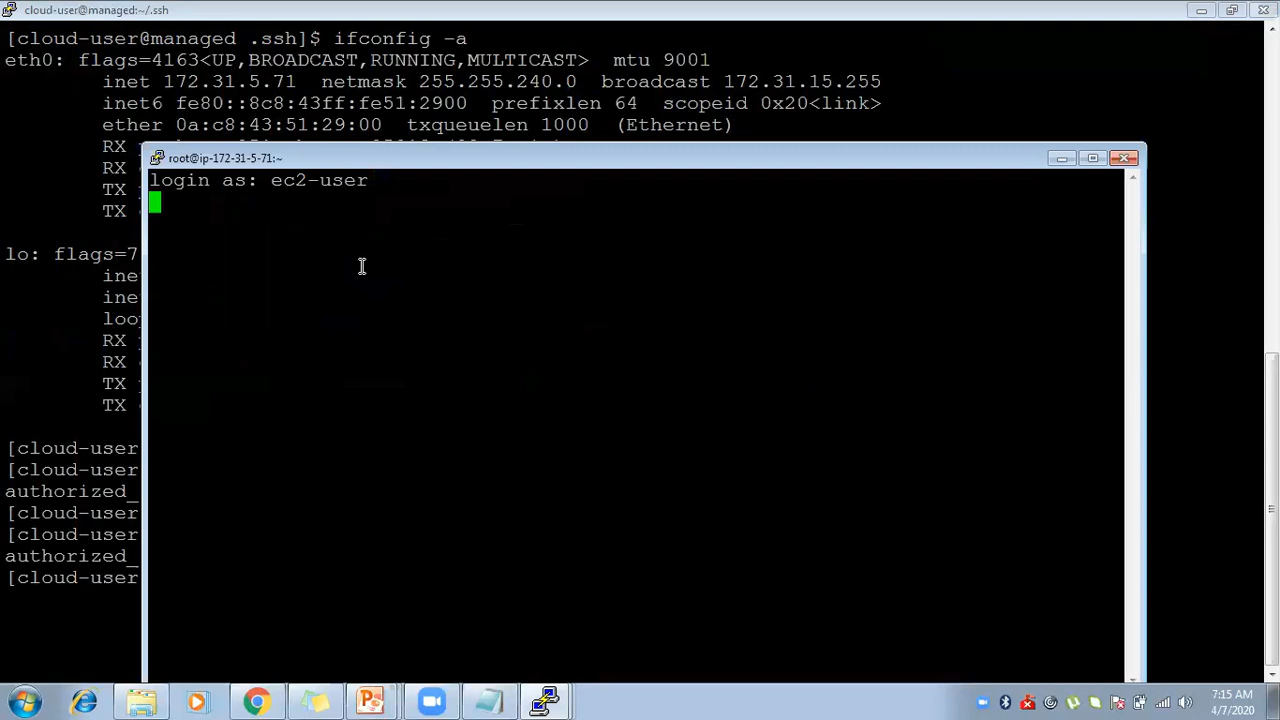 cloud-user@managed:~/.ssh
[cloud-user@managed .ssh]$ ifconfig -a
eth0: flags=4163<UP,BROADCAST,RUNNING,MULTICAST>  mtu 9001
inet 172.31.5.71  netmask 255.255.240.0  broadcast 172.31.15.255
inet6 fe80::8c8:43ff:fe51:2900  prefixlen 64  scopeid 0x20<link>
ether 0a:c8:43:51:29:00  txqueuelen 1000  (Ethernet)
RX
RX
TX
TX
lo: flags=7
ine
ine
loo
RX
RX
TX
TX
[cloud-user
[cloud-user
authorized_
[cloud-user
[cloud-user
authorized_
[cloud-user
root@ip-172-31-5-71:~
login as: ec2-user
7:15 AM
4/7/2020